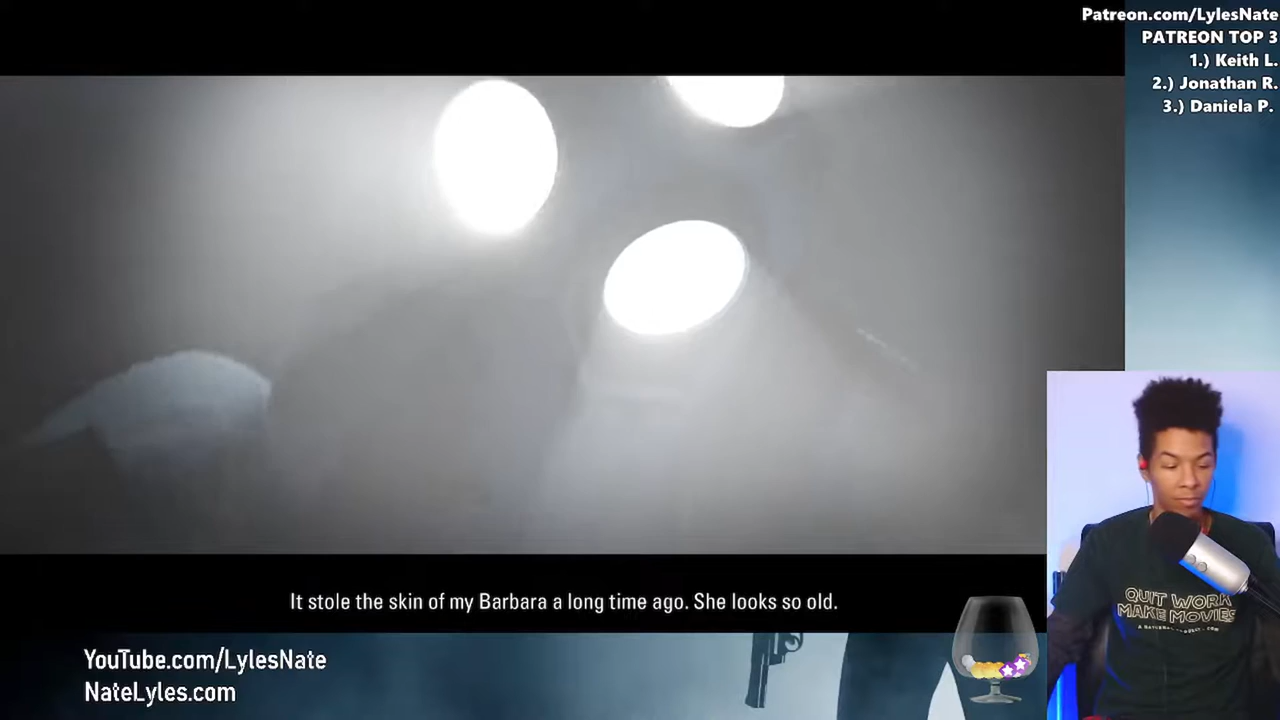 Patreon.com/LylesNate
PATREON TOP 3
1.) Keith L.
2.) Jonathan R.
3.) Daniela P.
It stole the skin of my Barbara a long time ago. She looks so old.
QUIT WORK
MAKE MOVIES
YouTube.com/LylesNate
NateLyles.com